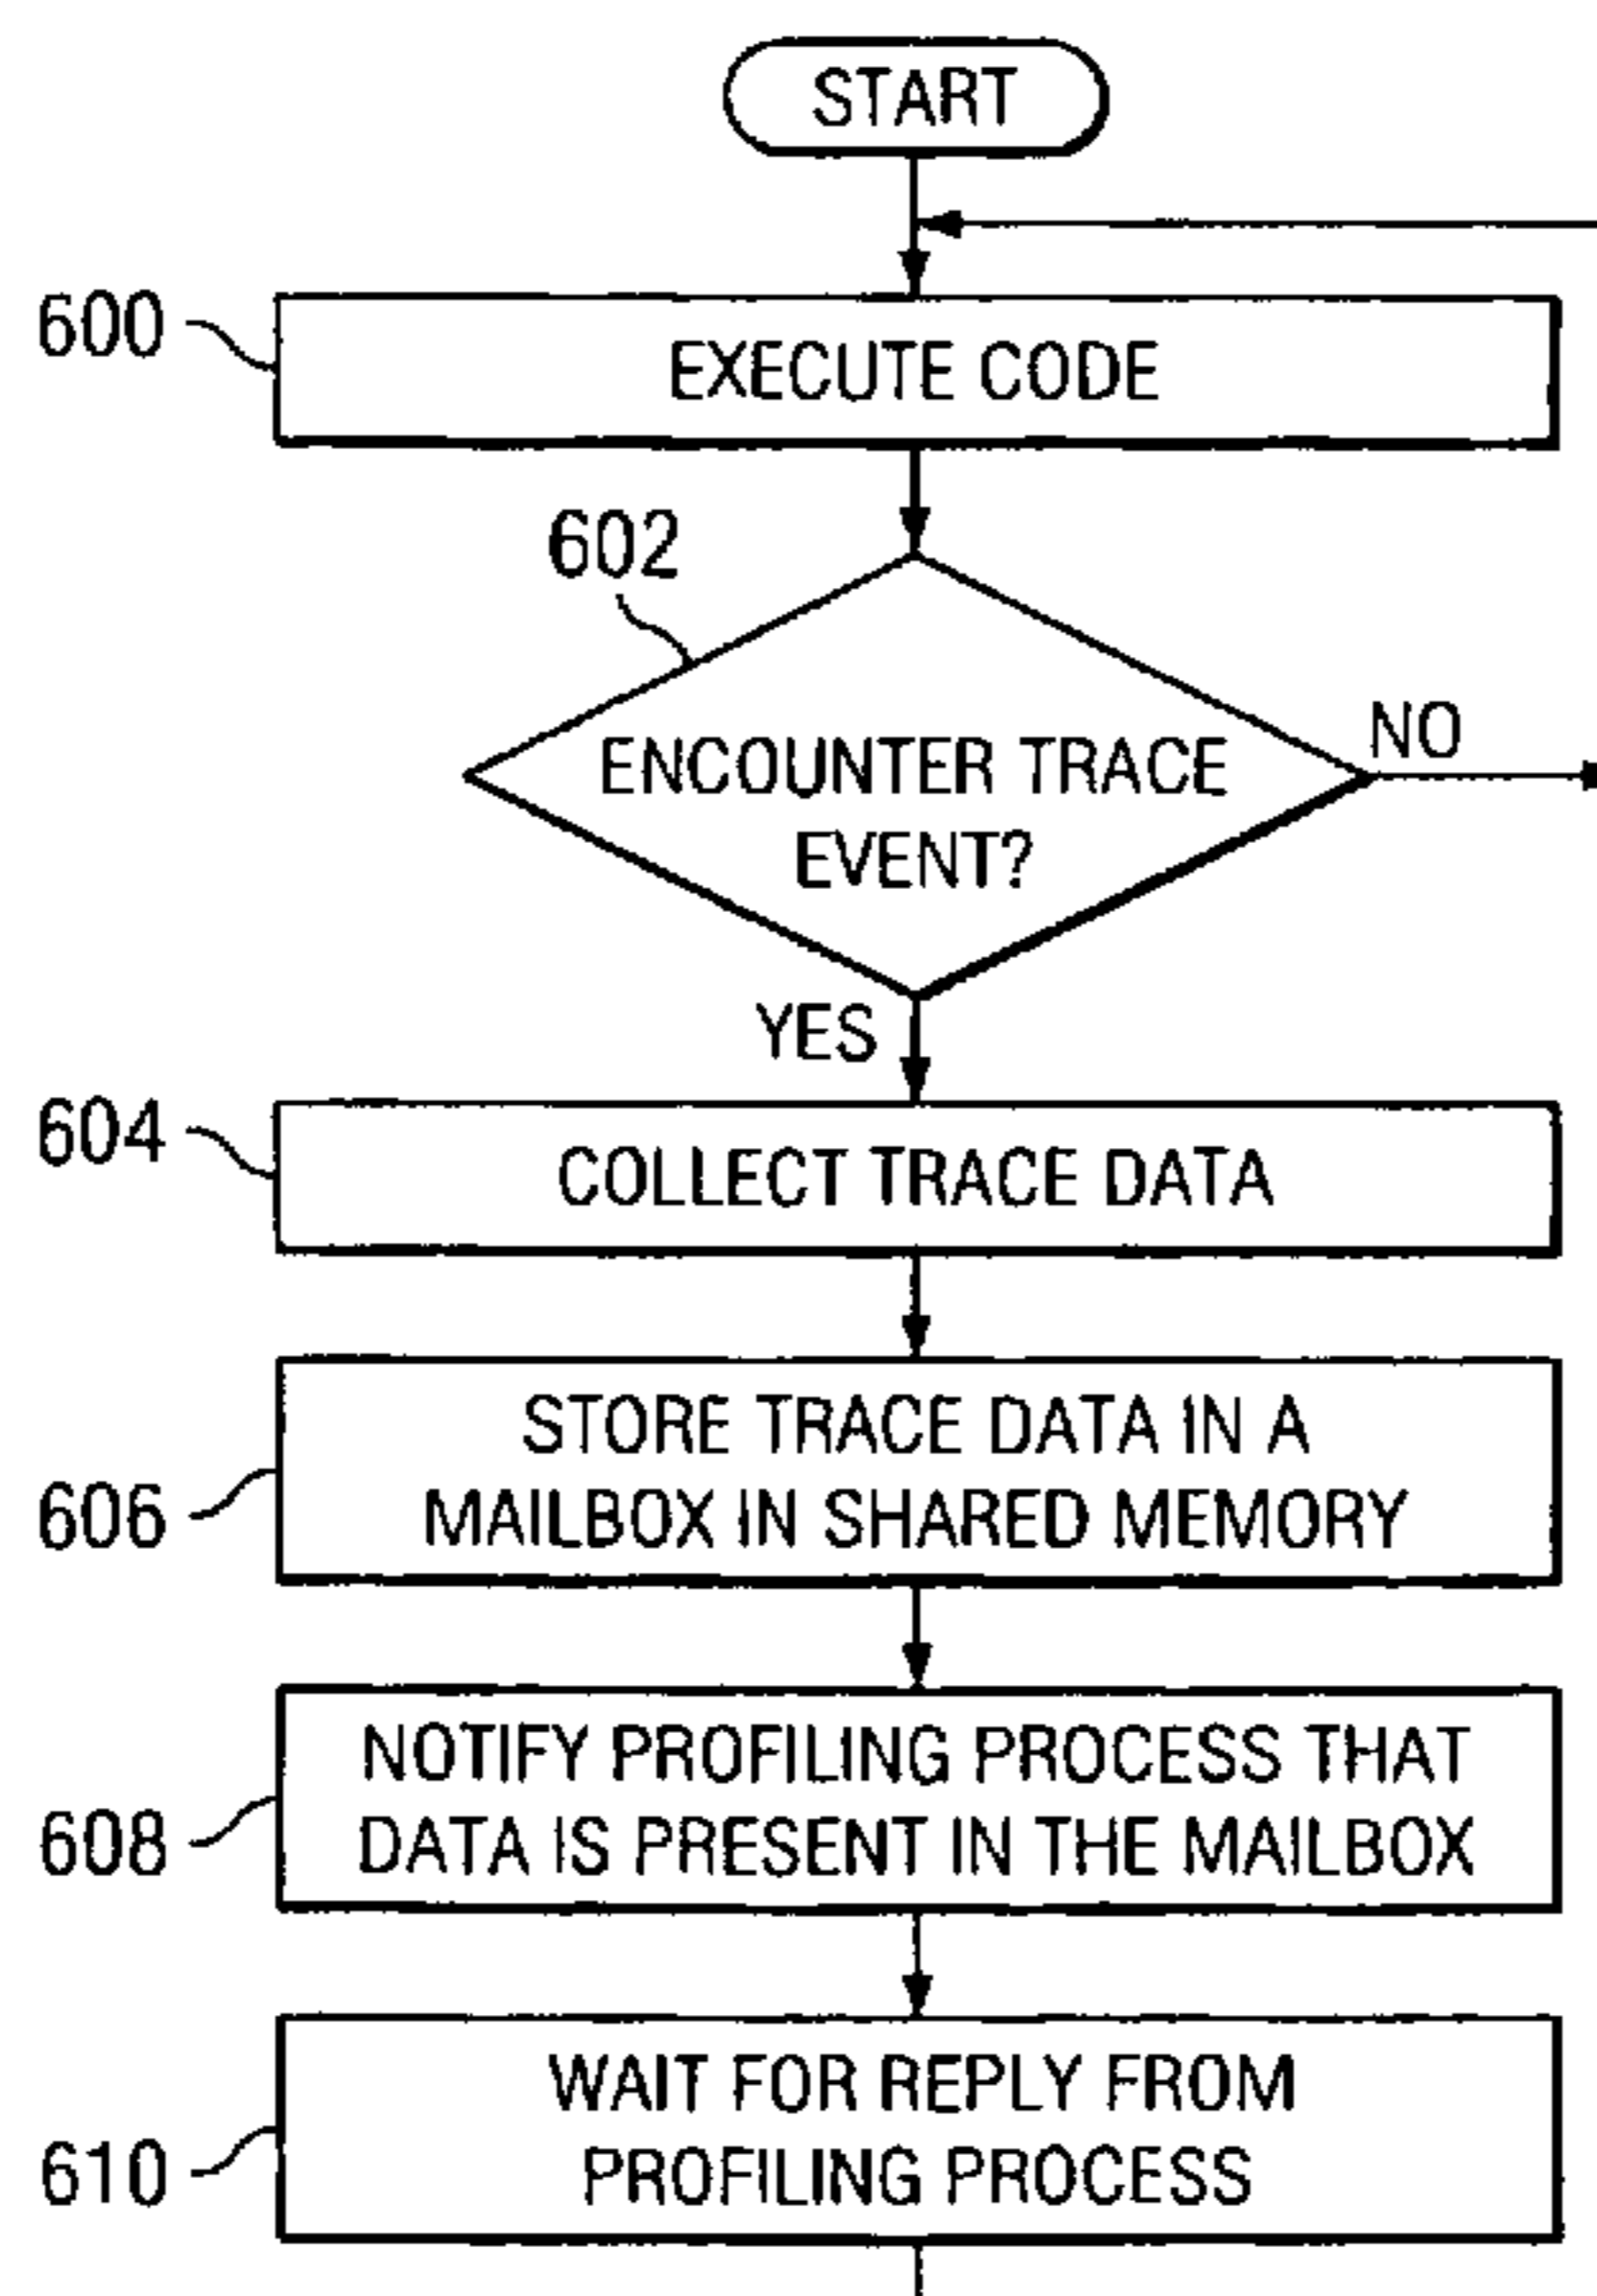 START
600
EXECUTE CODE
602
ENCOUNTER TRACE
EVENT?
NO
YES
604
COLLECT TRACE DATA
STORE TRACE DATA IN A
MAILBOX IN SHARED MEMORY
606
NOTIFY PROFILING PROCESS THAT
DATA IS PRESENT IN THE MAILBOX
608
WAIT FOR REPLY FROM
PROFILING PROCESS
610